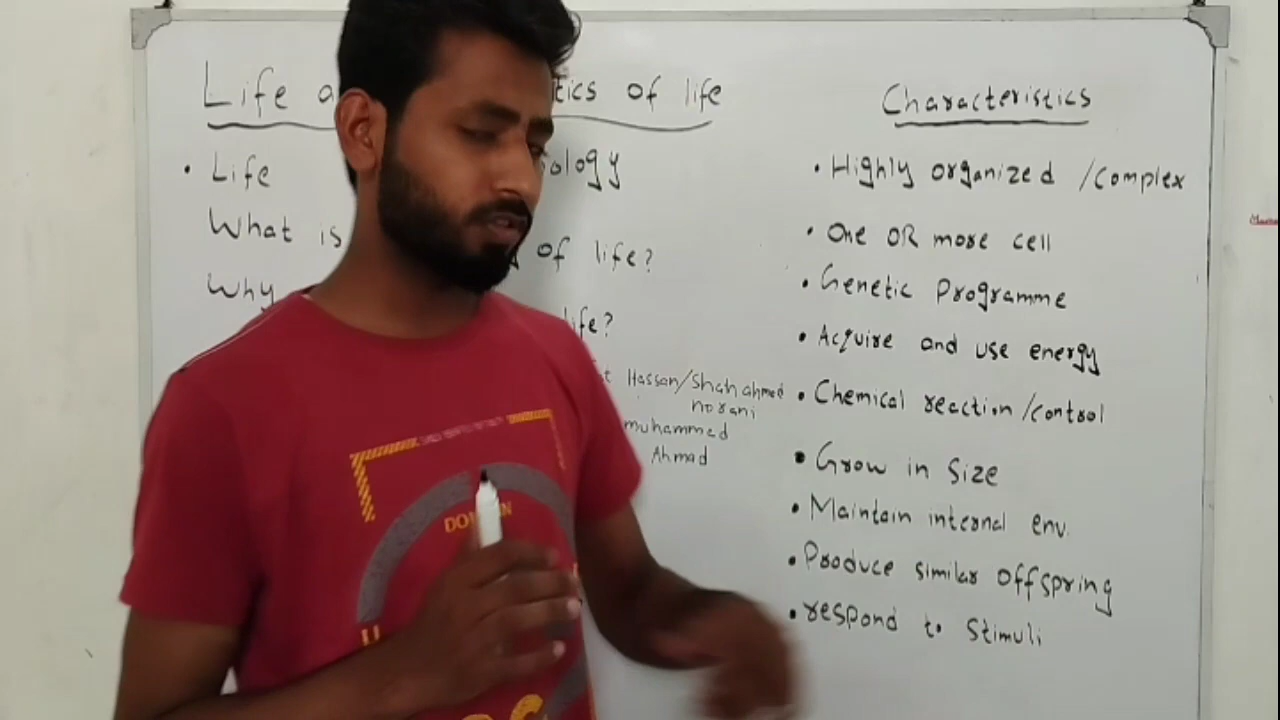 Life a tics of life
• Life ology
What is of life?
Why ife?
t Hassan/Shah ahmed
norani
muhammed
Ahmad
Characteristics
• Highly organized /Complex
• One OR more cell
• Genetic Programme
• Acquire and use energy
• Chemical reaction /Control
• Grow in Size
• Maintain internal env.
• Produce similar offspring
• respond to Stimuli